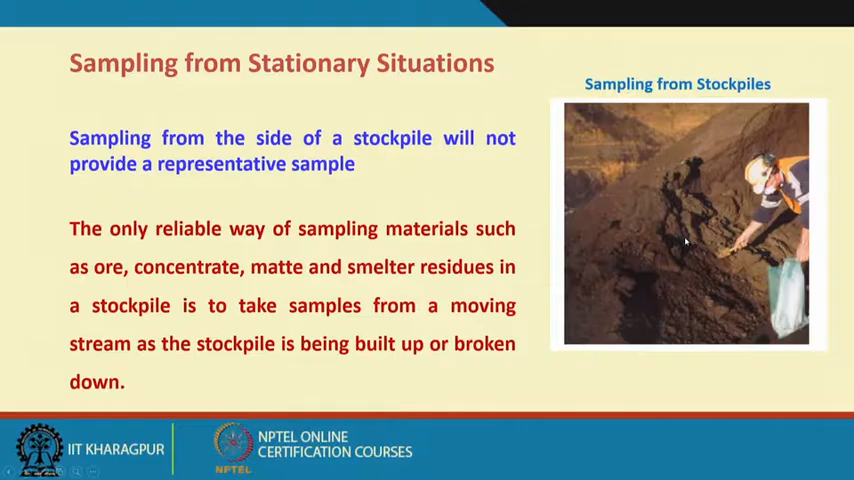 Sampling from Stationary Situations
Sampling from Stockpiles
Sampling from the side of a stockpile will not
provide a representative sample
The only reliable way of sampling materials such
as ore, concentrate, matte and smelter residues in
a stockpile is to take samples from a moving
stream as the stockpile is being built up or broken
down.
IIT KHARAGPUR
NPTEL
NPTEL ONLINE
CERTIFICATION COURSES